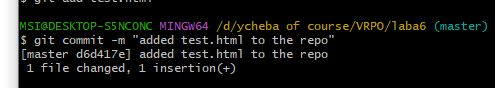 $ git add test.html
MSI@DESKTOP-S5NCONC MINGW64 /d/ycheba of course/VRPO/laba6 (master)
$ git commit -m "added test.html to the repo"
[master d6d417e] added test.html to the repo
 1 file changed, 1 insertion(+)